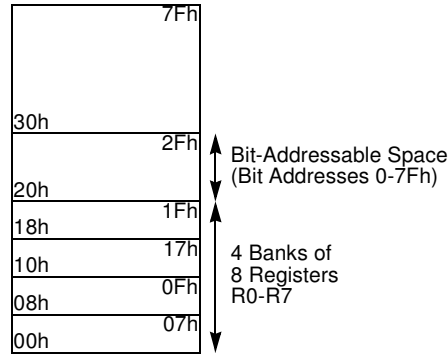 7Fh
30h
2Fh
Bit-Addressable Space
(Bit Addresses 0-7Fh)
20h
1Fh
18h
17h
4 Banks of
8 Registers
R0-R7
10h
0Fh
08h
07h
00h